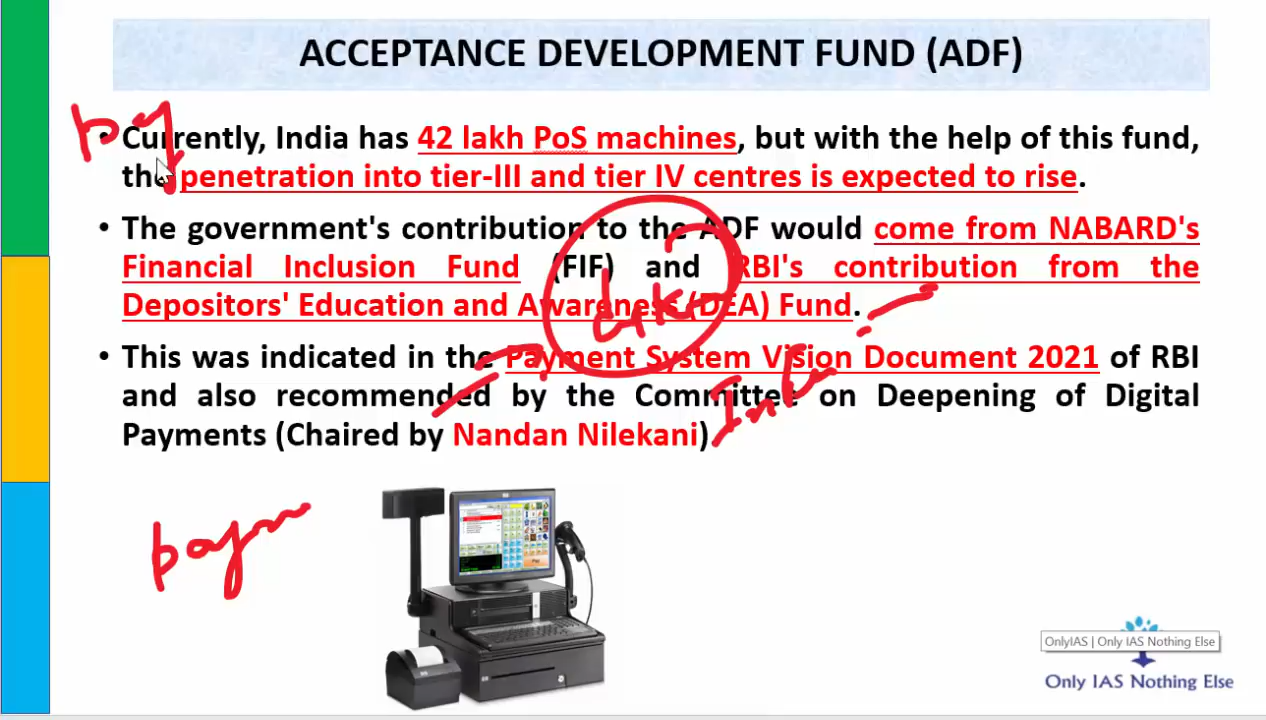 ACCEPTANCE DEVELOPMENT FUND (ADF)
• Currently, India has 42 lakh PoS machines, but with the help of this fund,
the penetration into tier-III and tier IV centres is expected to rise.
• The government's contribution to the ADF would come from NABARD's
Financial Inclusion Fund (FIF) and RBI's contribution from the
Depositors' Education and Awareness (DEA) Fund.
• This was indicated in the Payment System Vision Document 2021 of RBI
and also recommended by the Committee on Deepening of Digital
Payments (Chaired by Nandan Nilekani)
OnlyIAS | Only IAS Nothing Else
Only IAS Nothing Else